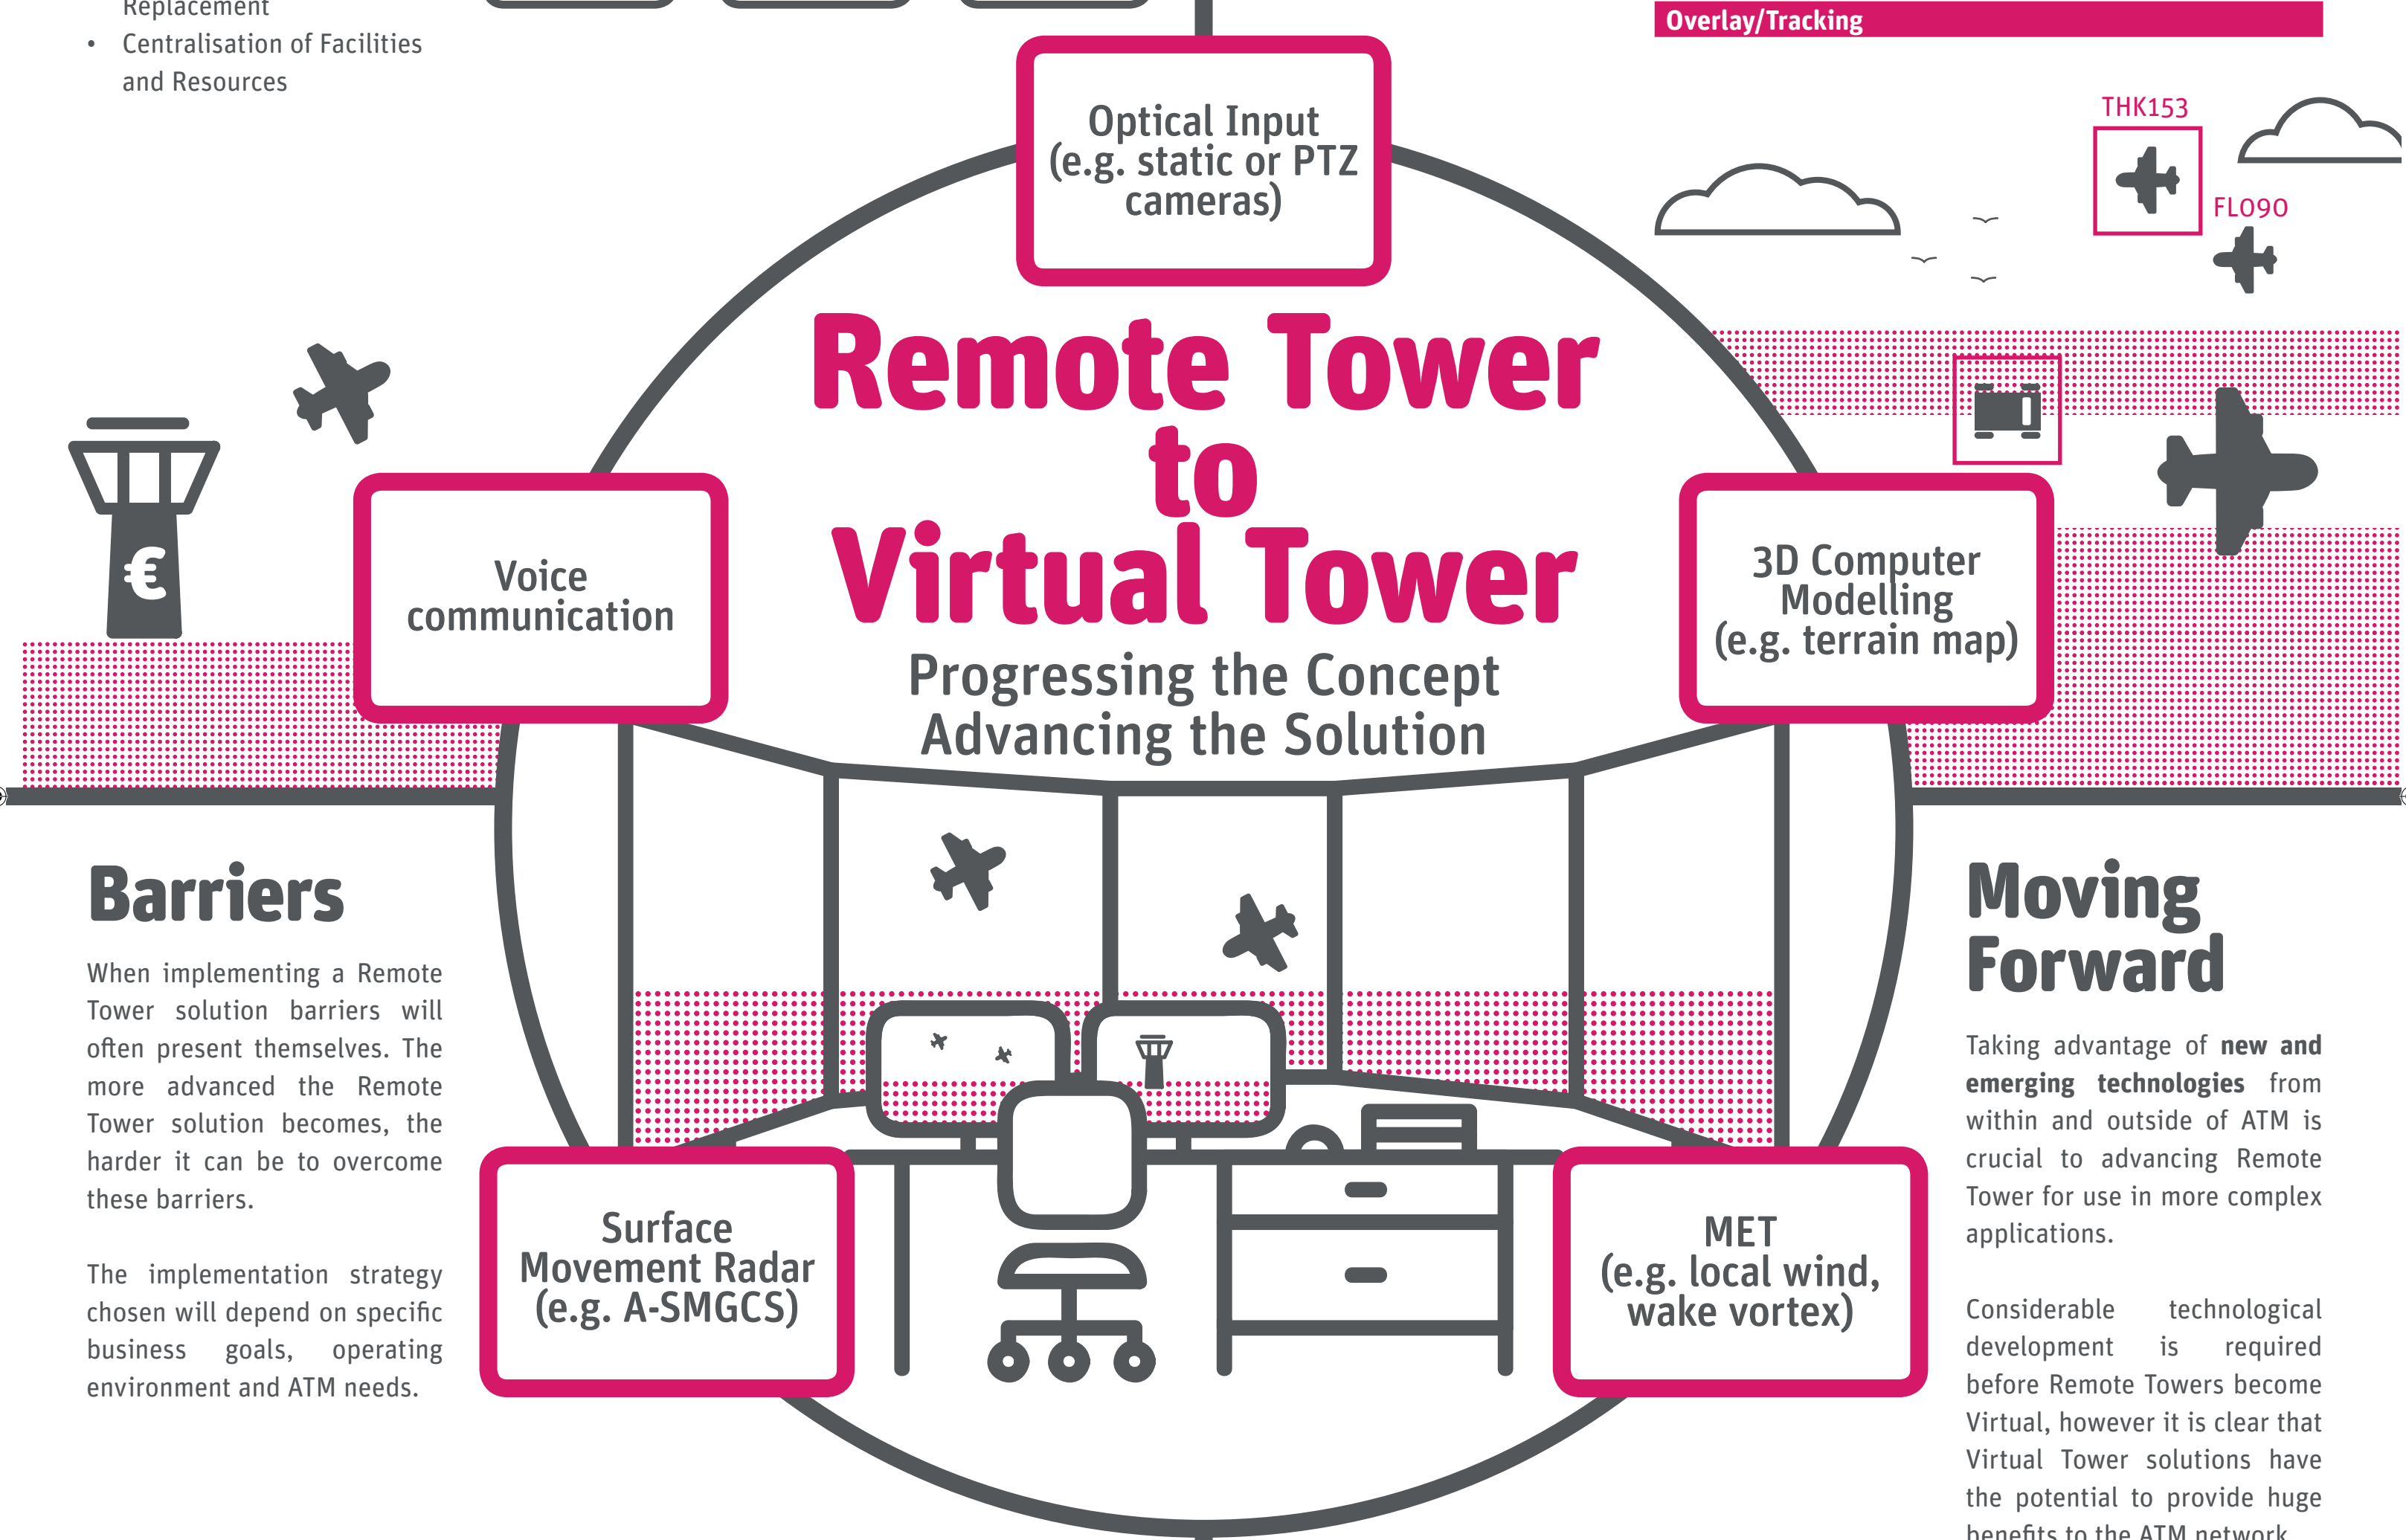 Replacement
• Centralisation of Facilities
and Resources
Overlay/Tracking
THK153
FL090
Optical Input
(e.g. static or PTZ
cameras)
Remote Tower
to
Virtual Tower
Progressing the Concept
Advancing the Solution
€
Voice
communication
3D Computer
Modelling
(e.g. terrain map)
Surface
Movement Radar
(e.g. A-SMGCS)
MET
(e.g. local wind,
wake vortex)
Barriers
When implementing a Remote
Tower solution barriers will
often present themselves. The
more advanced the Remote
Tower solution becomes, the
harder it can be to overcome
these barriers.
The implementation strategy
chosen will depend on specific
business goals, operating
environment and ATM needs.
Moving
Forward
Taking advantage of new and
emerging technologies from
within and outside of ATM is
crucial to advancing Remote
Tower for use in more complex
applications.
Considerable technological
development is required
before Remote Towers become
Virtual, however it is clear that
Virtual Tower solutions have
the potential to provide huge
benefits to the ATM network.